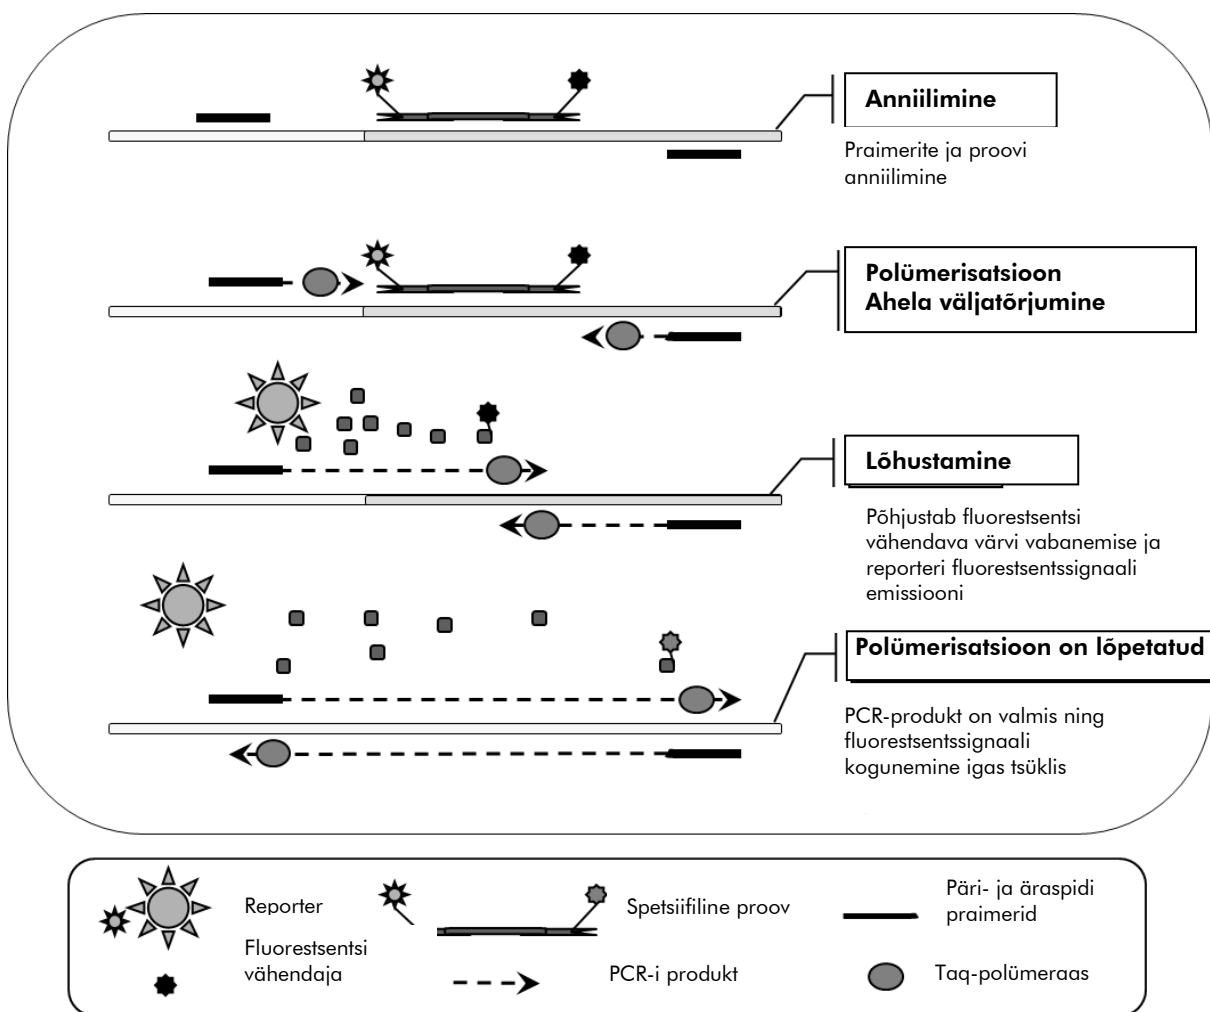 Anniilimine
Praimerite ja proovi
anniilimine
Polümerisatsioon
Ahela väljatõrjumine
Lõhustamine
Põhjustab fluorestsentsi
vähendava värvi vabanemise ja
reporteri fluorestsentssignaali
emissiooni
Polümerisatsioon on lõpetatud
PCR-produkt on valmis ning
fluorestsentssignaali
kogunemine igas tsüklis
Reporter
Fluorestsentsi
vähendaja
Spetsiifiline proov
PCR-i produkt
Päri- ja äraspidi
praimerid
Taq-polümeraas